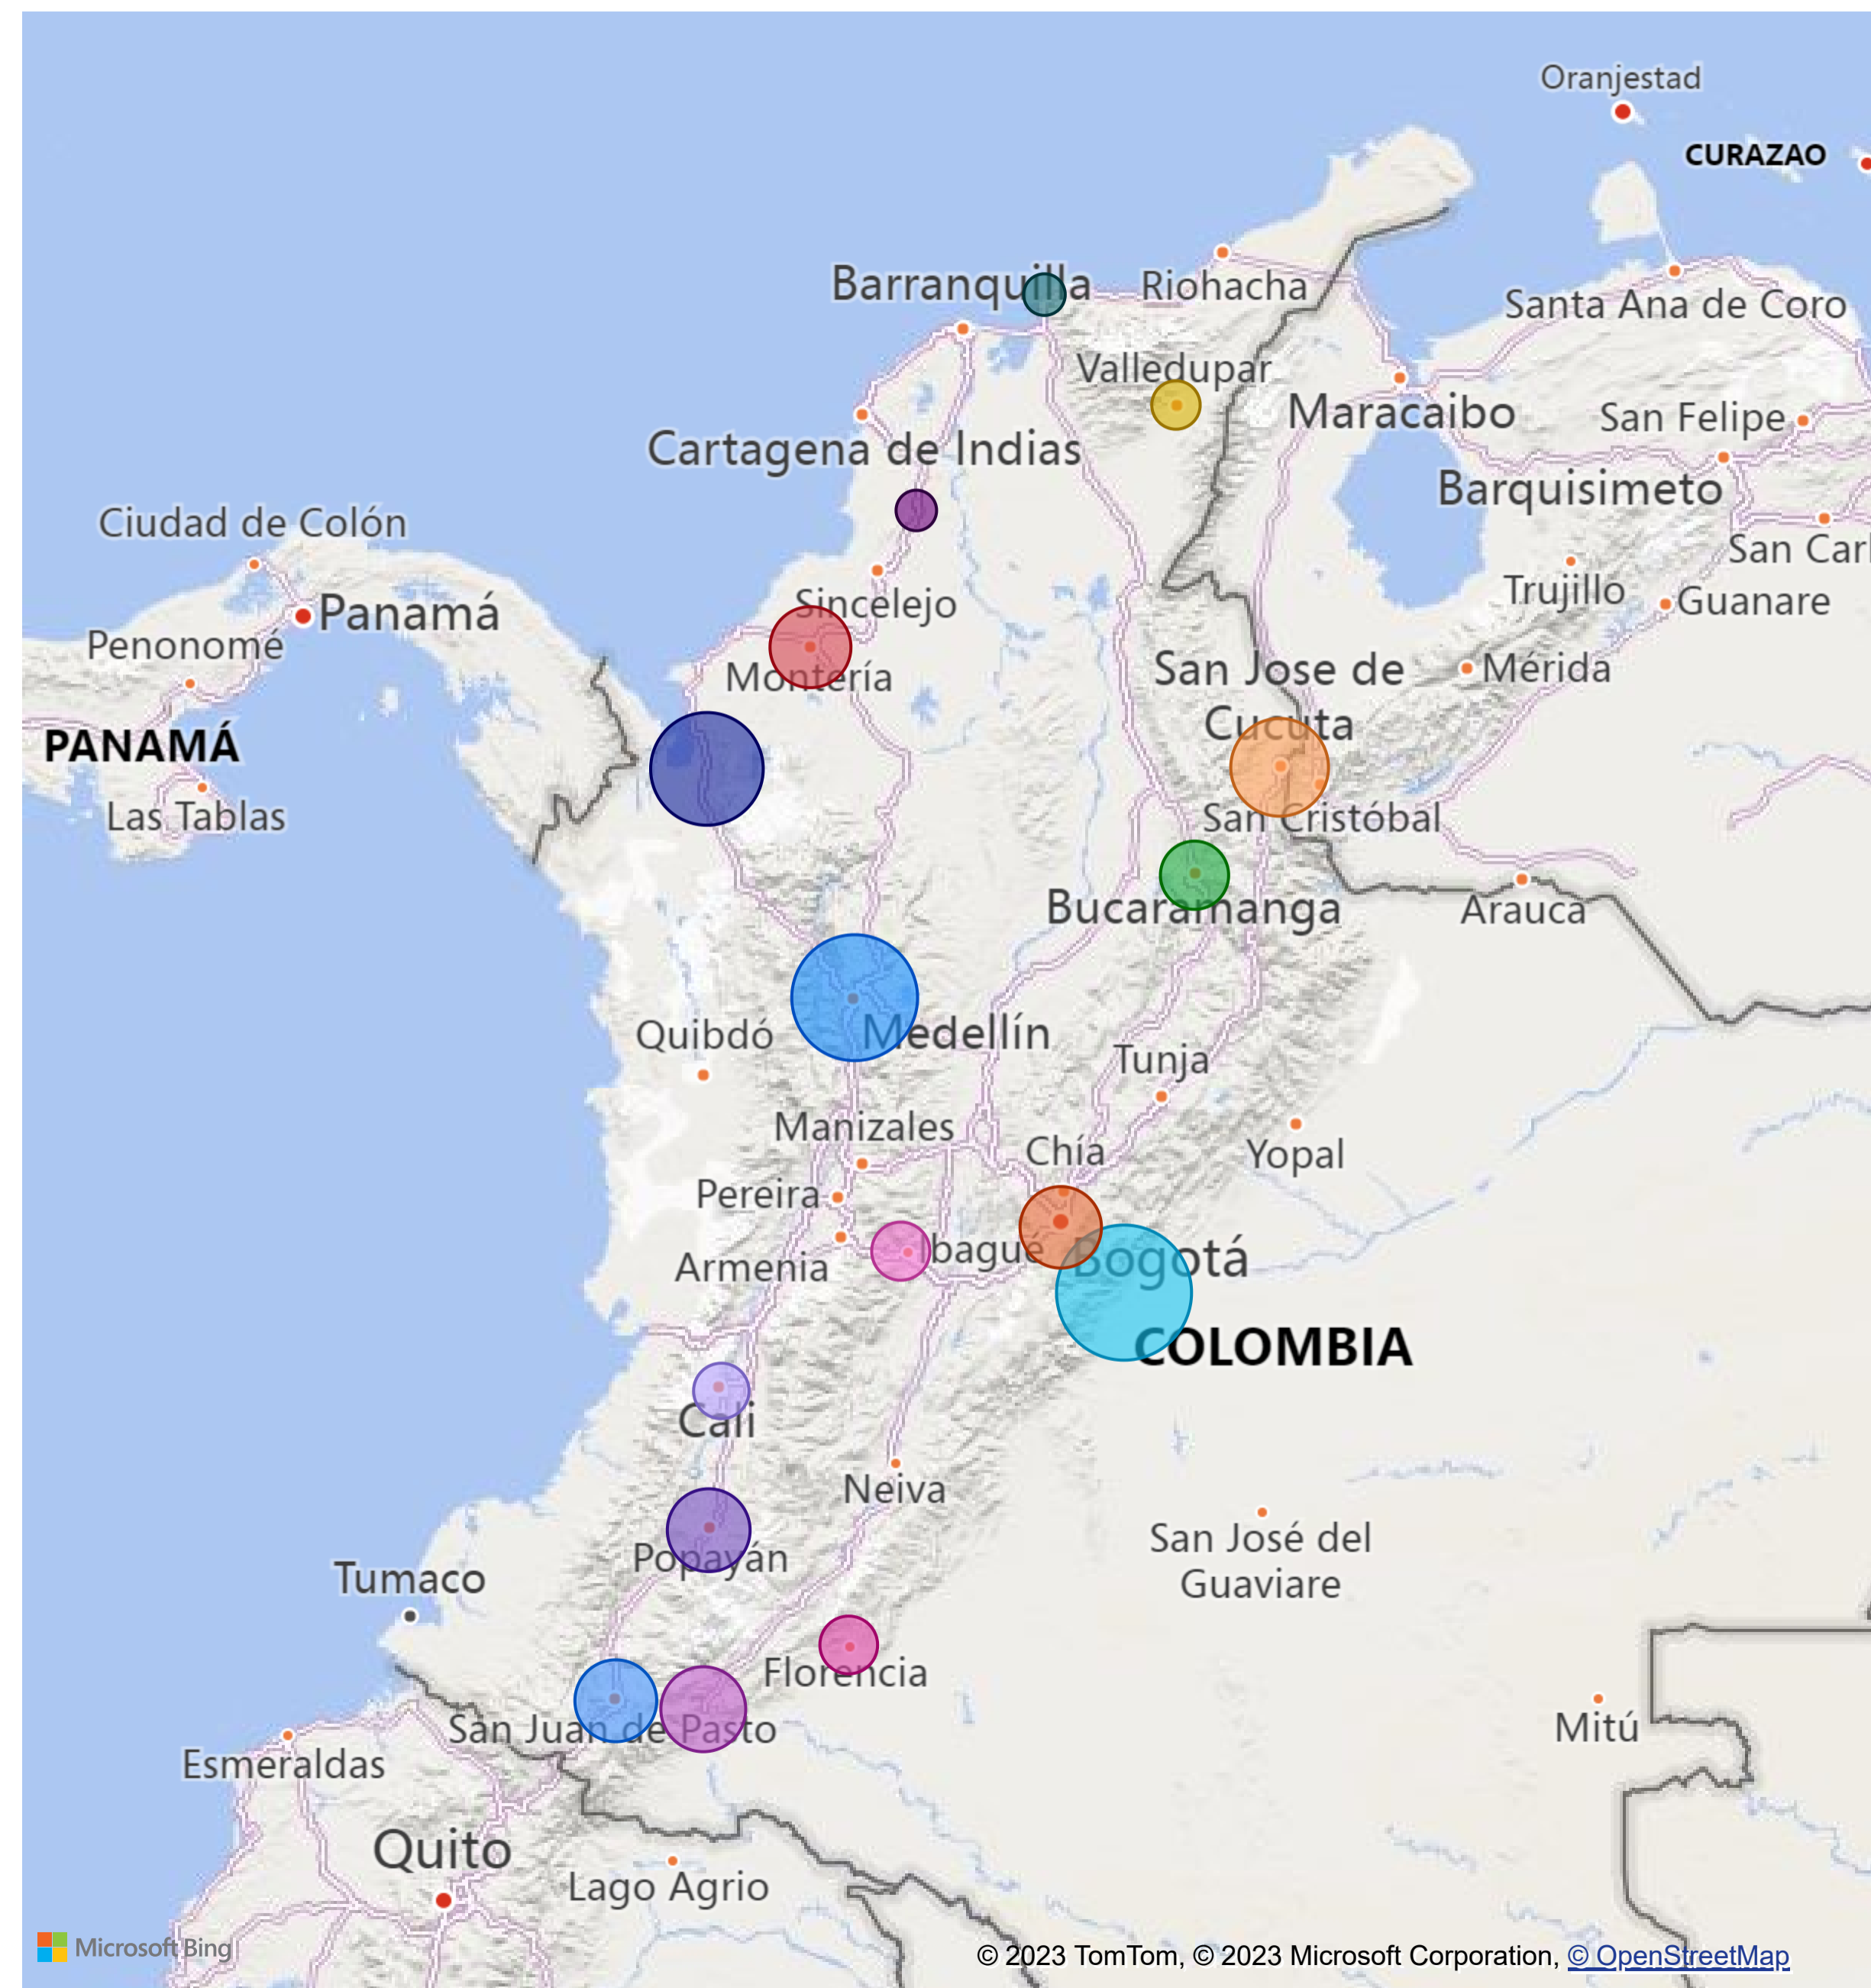 Oranjestad
CURAZAO
Barranquilla
Riohacha
Santa Ana de Coro
Valledupar
Maracaibo
San Felipe
Cartagena de Indias
Barquisimeto
Ciudad de Colón
San Carl
Trujillo
Guanare
Panamá
Sincelejo
Penonomé
Montería
San Jose de
Cucuta
Mérida
PANAMÁ
Las Tablas
San Cristóbal
Bucaramanga
Arauca
Quibdó
Medellín
Tunja
Manizales
Chía
Yopal
Pereira
Ibagué
Bogotá
Armenia
COLOMBIA
Cali
Neiva
San José del
Guaviare
Popayán
Tumaco
Florencia
San Juan de Pasto
Mitú
Esmeraldas
Quito
Lago Agrio
Microsoft Bing
© 2023 TomTom, © 2023 Microsoft Corporation, © OpenStreetMap